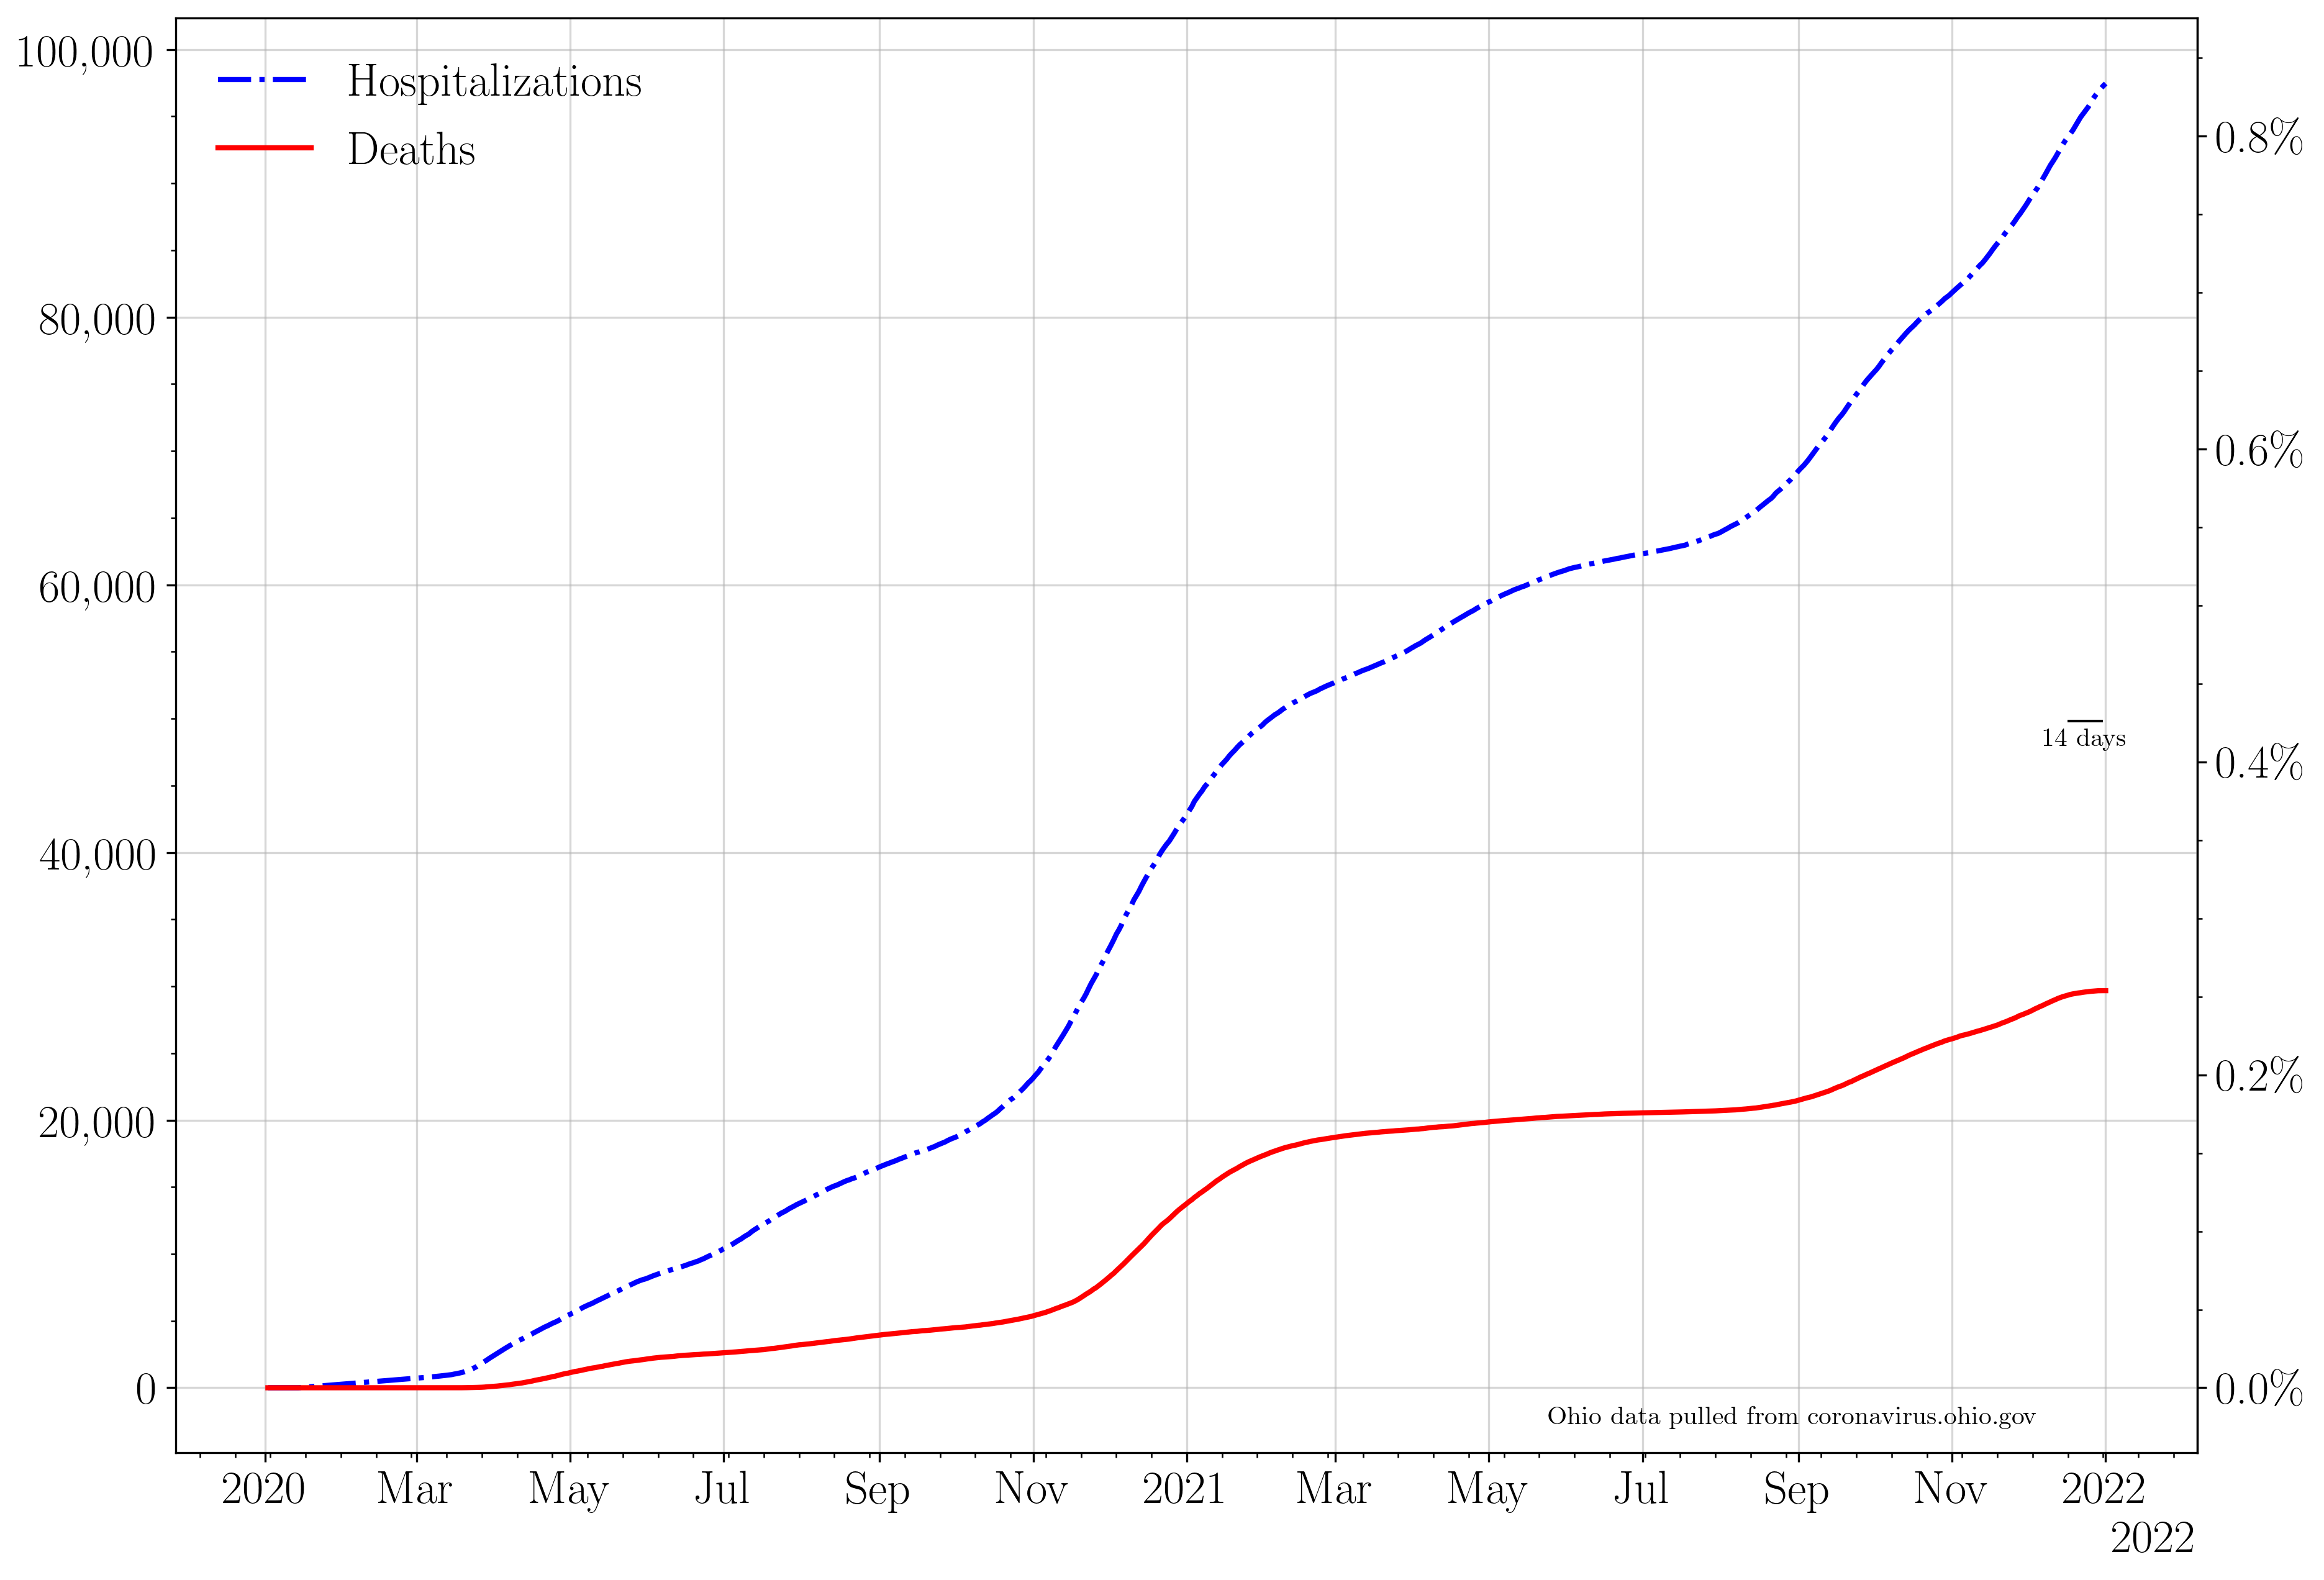 100,000
80,000
60,000
40,000
20,000
0
Hospitalizations
Deaths
0.8%
0.6%
0.4%
0.2%
0.0%
14 days
Ohio data pulled from coronavirus.ohio.gov
2020 Mar May Jul Sep Nov 2021 Mar May Jul Sep Nov 2022
2022